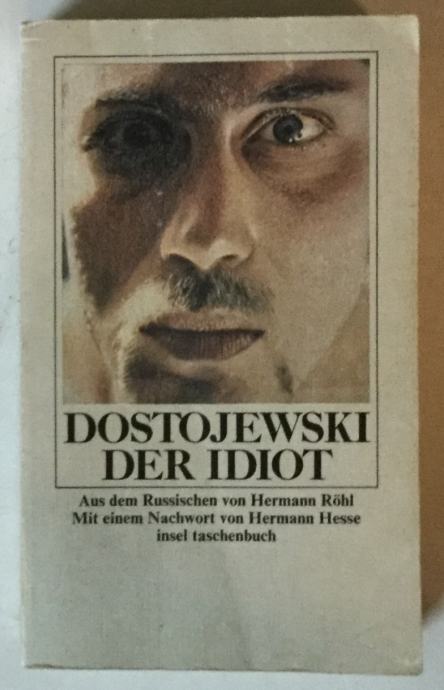 DOSTOJEWSKI
DER IDIOT
Aus dem Russischen von Hermann Röhl
Mit einem Nachwort von Hermann Hesse
insel taschenbuch